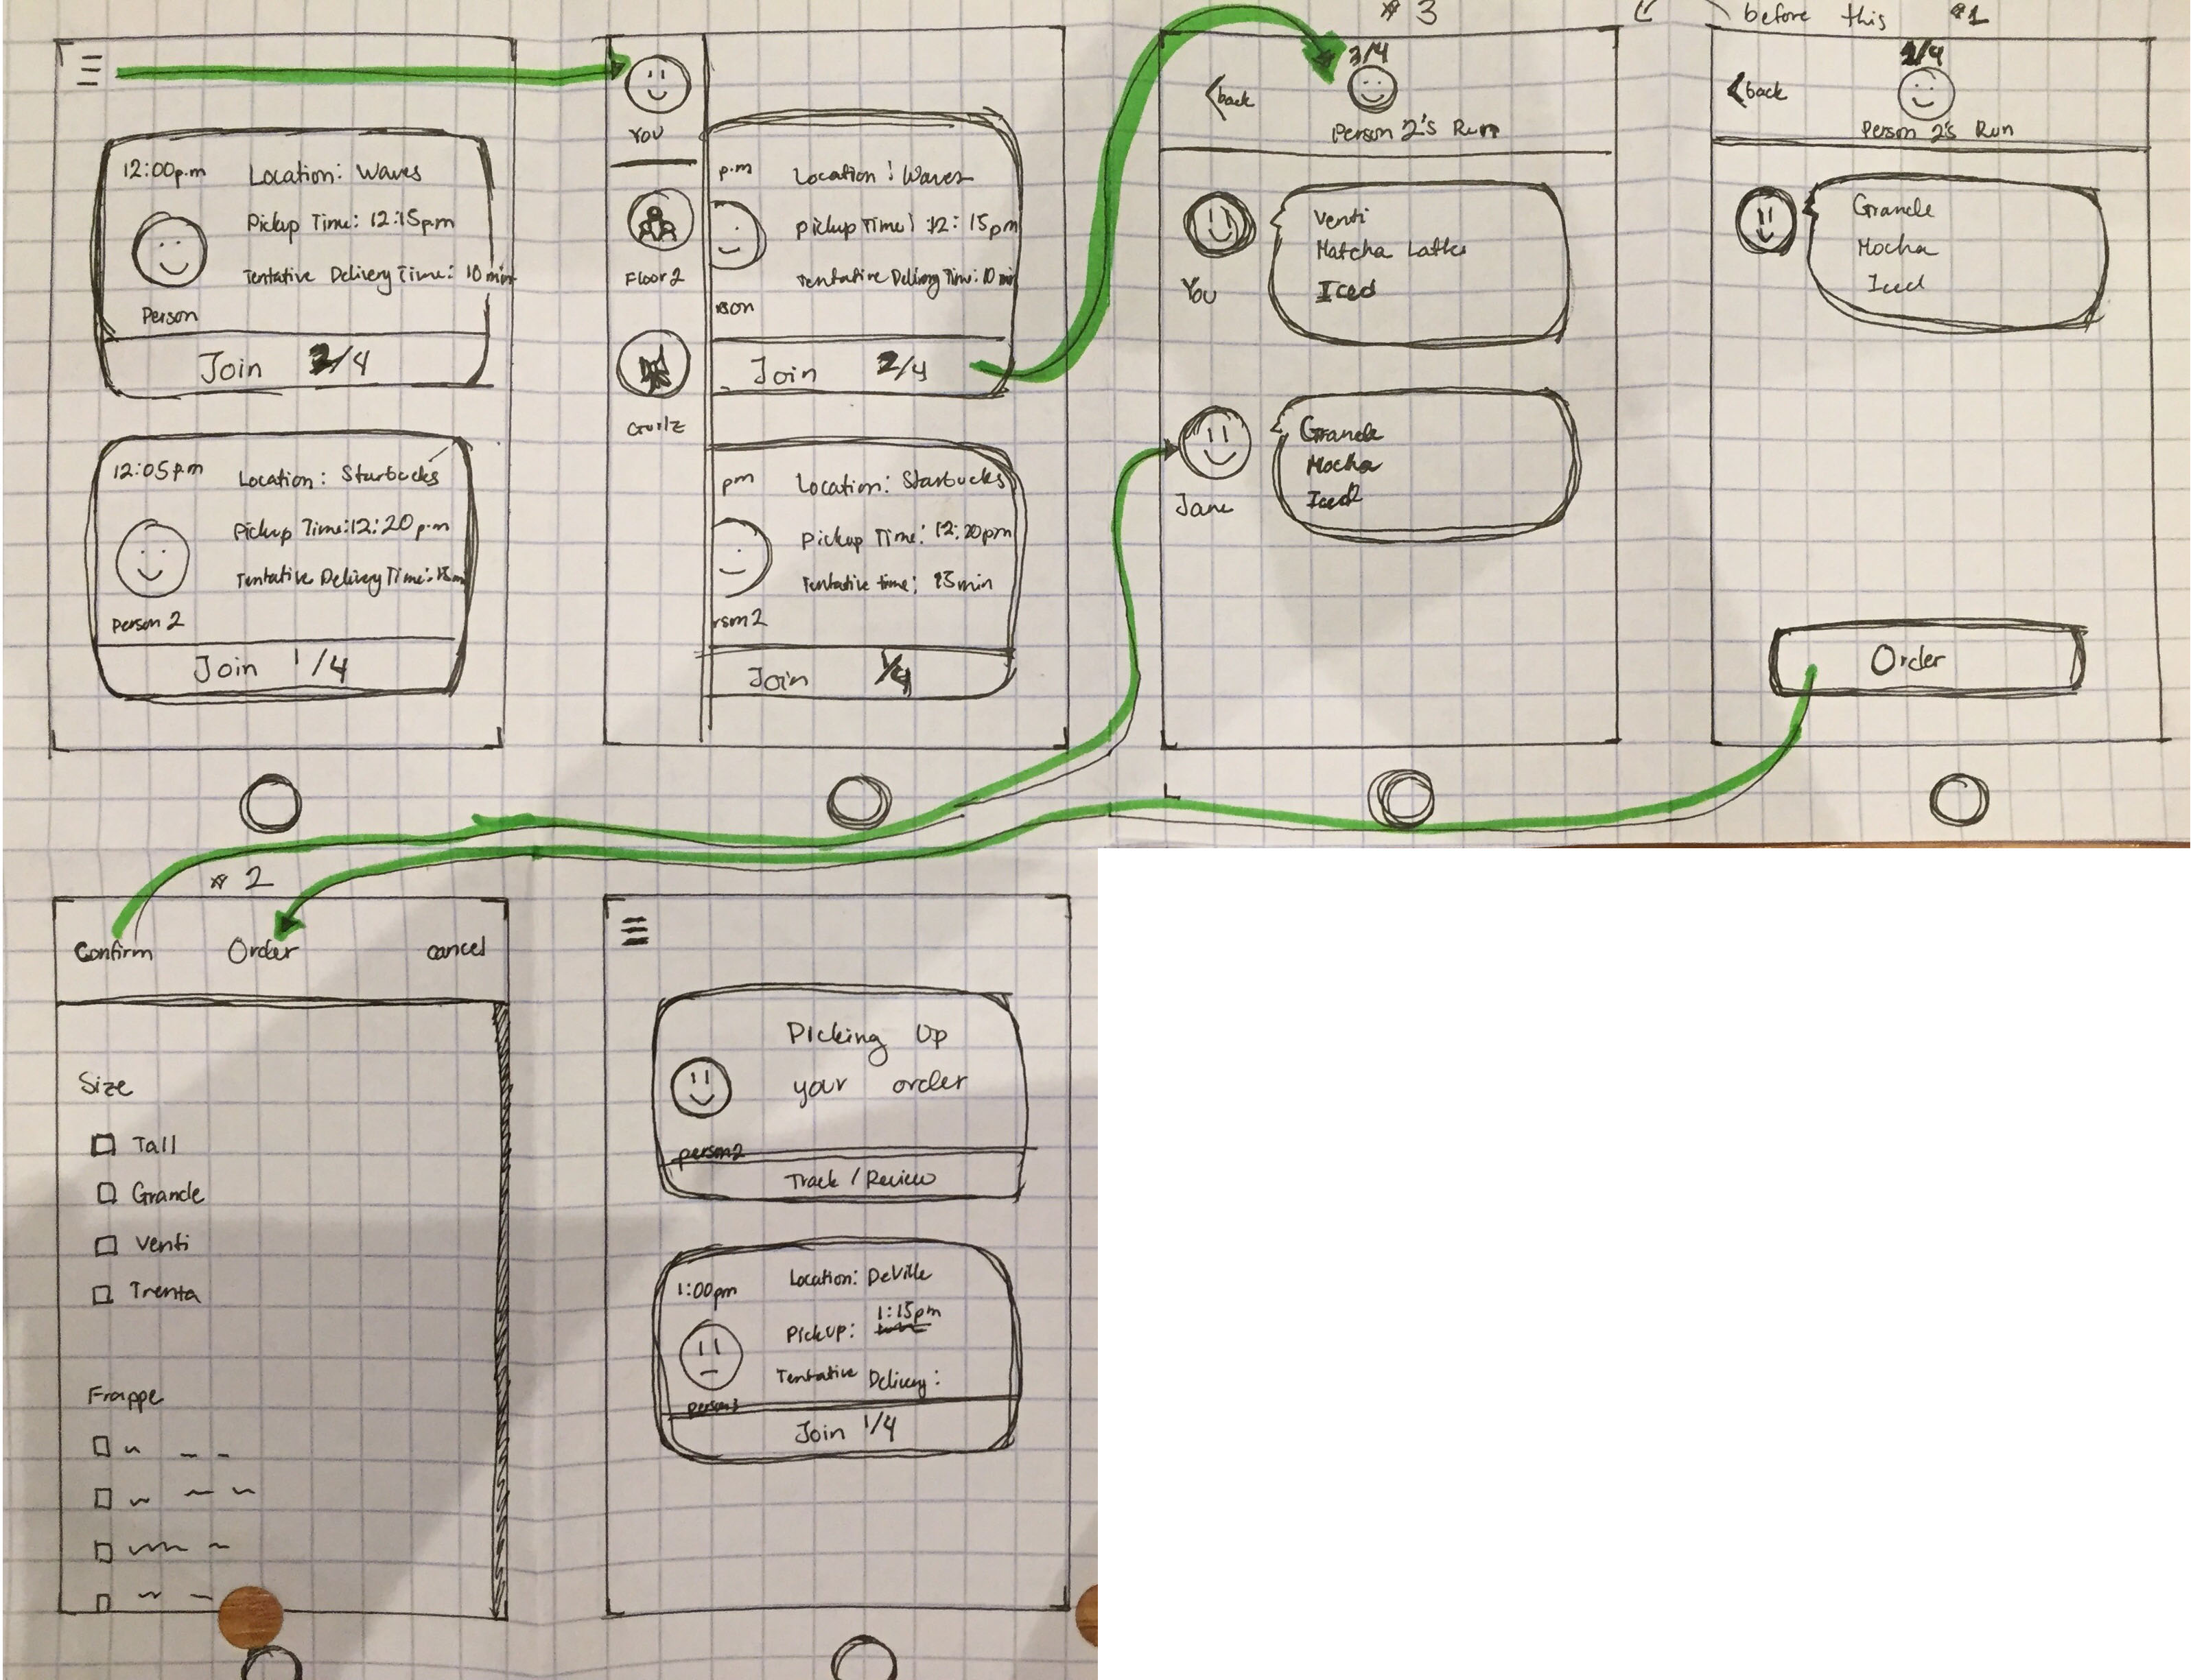 12:00p.m
Location: Waves
Pickup Time: 12:15pm
Tentative Delivery Time: 10 min
Person
Join 2/4
12:05pm
Location: Starbucks
Pickup Time: 12:20p.m
Tentative Delivery Time: 15m
person 2
Join 1/4
You
Floor 2
Gurlz
p.m
Location: Waves
pickup Time: 12:15pm
Tentative Delivery Time: 10 min
rson
Join 2/4
pm
Location: Starbucks
Pickup Time: 12:20pm
Tentative time: 15min
rson 2
Join 1/4
# 3
3/4
<back
Person 2's Run
You
Venti
Matcha Latte
Iced
Jane
Grande
Mocha
Iced
before this #1
2/4
<back
Person 2's Run
Grande
Mocha
Iced
Order
# 2
Confirm Order cancel
Size
Tall
Grande
Venti
Trenta
Frappe
Picking Up
your order
person2
Track / Review
1:00pm
Location: Deville
1:15pm
Pickup:
Tentative Delivery:
person3
Join 1/4